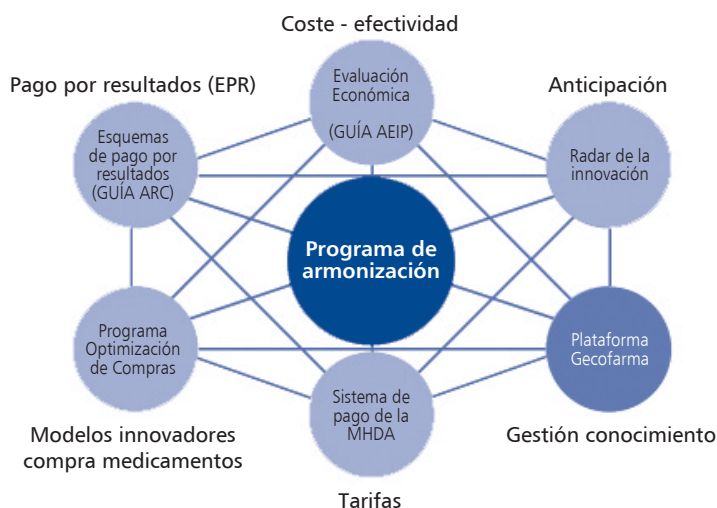 Coste - efectividad
Pago por resultados (EPR)
Evaluación
Económica
(GUÍA AEIP)
Anticipación
Esquemas
de pago por
resultados
(GUÍA ARC)
Radar de la
innovación
Programa de
armonización
Programa
Optimización
de Compras
Plataforma
Gecofarma
Sistema de
pago de la
MHDA
Modelos innovadores
compra medicamentos
Gestión conocimiento
Tarifas